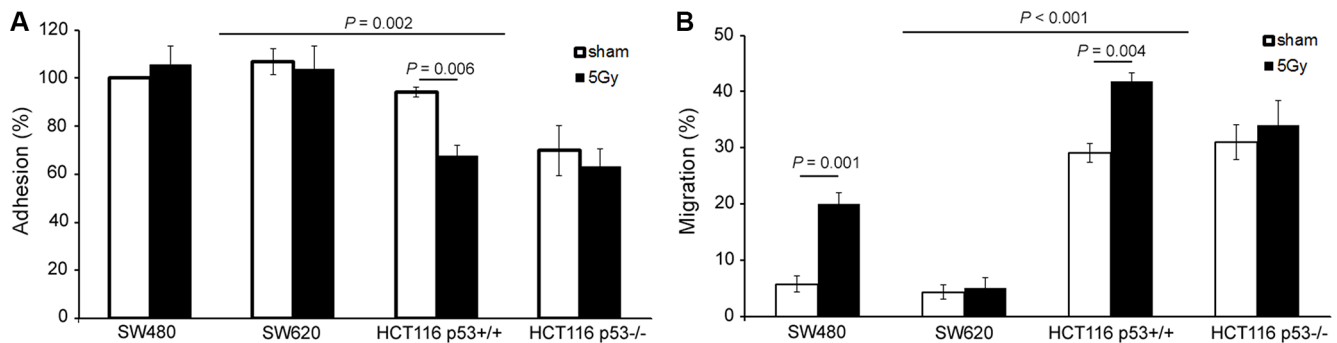 A
P = 0.002
sham
5Gy
P = 0.006
Adhesion (%)
120
100
80
60
40
20
0
SW480 SW620 HCT116 p53+/+ HCT116 p53-/-
B
P < 0.001
sham
5Gy
P = 0.004
P = 0.001
Migration (%)
50
40
30
20
10
0
SW480 SW620 HCT116 p53+/+ HCT116 p53-/-